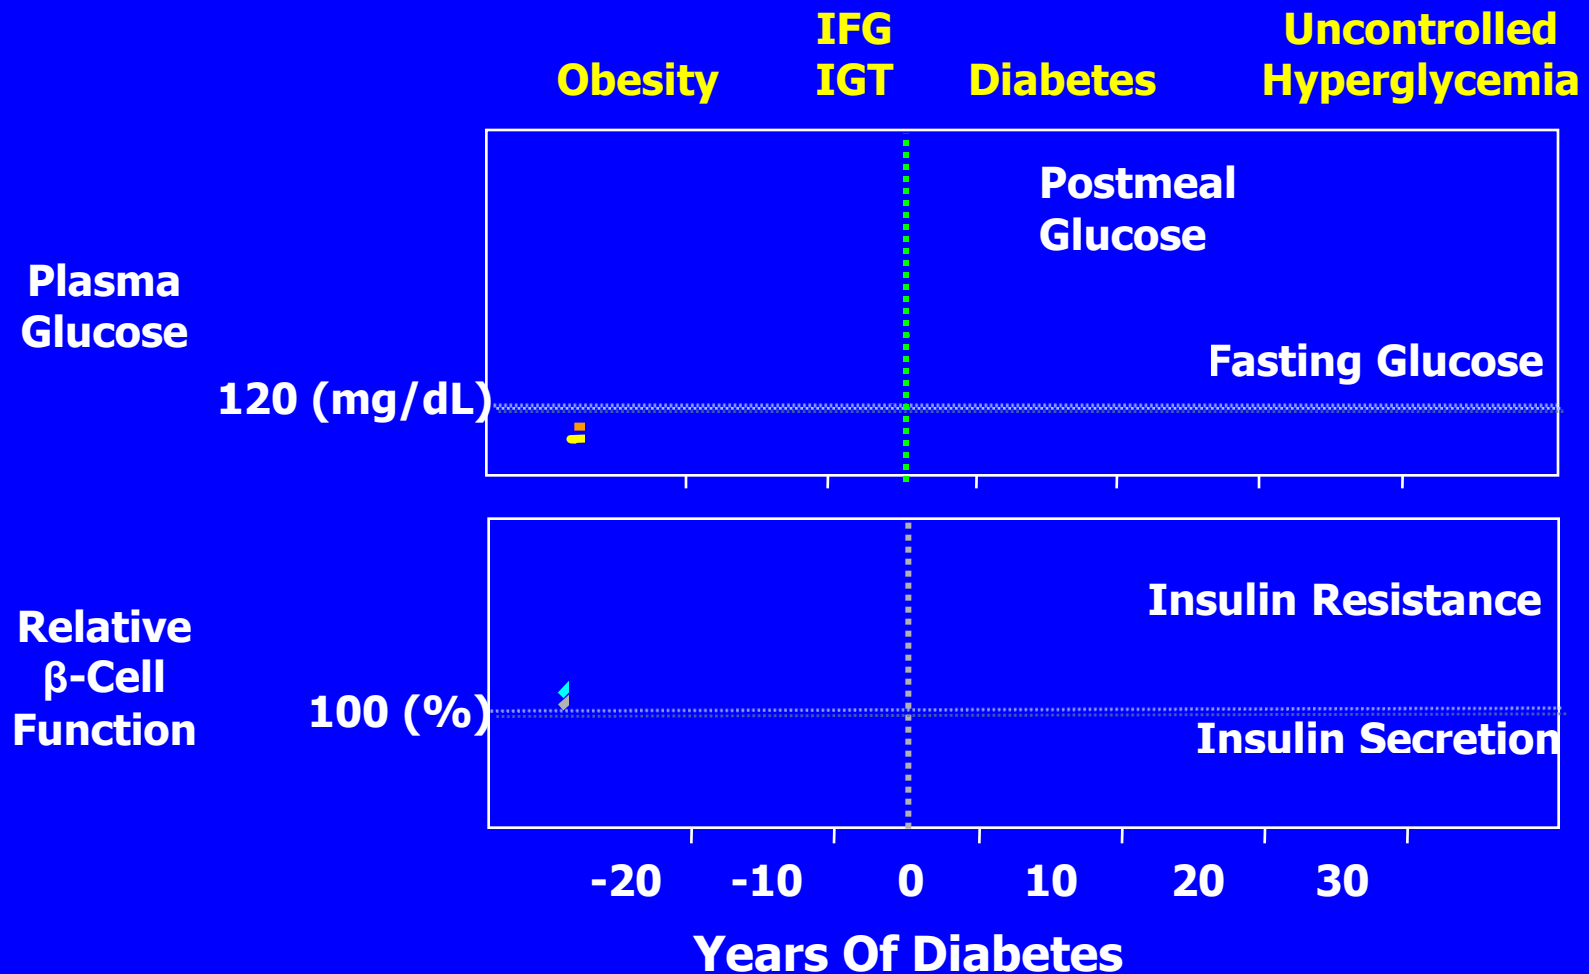 IFG
Uncontrolled
Obesity IGT Diabetes Hyperglycemia
Postmeal
Glucose
Plasma
Glucose
Fasting Glucose
120 (mg/dL)
Insulin Resistance
Relative
β-Cell
Function
100 (%)
Insulin Secretion
-20 -10 0 10 20 30
Years Of Diabetes